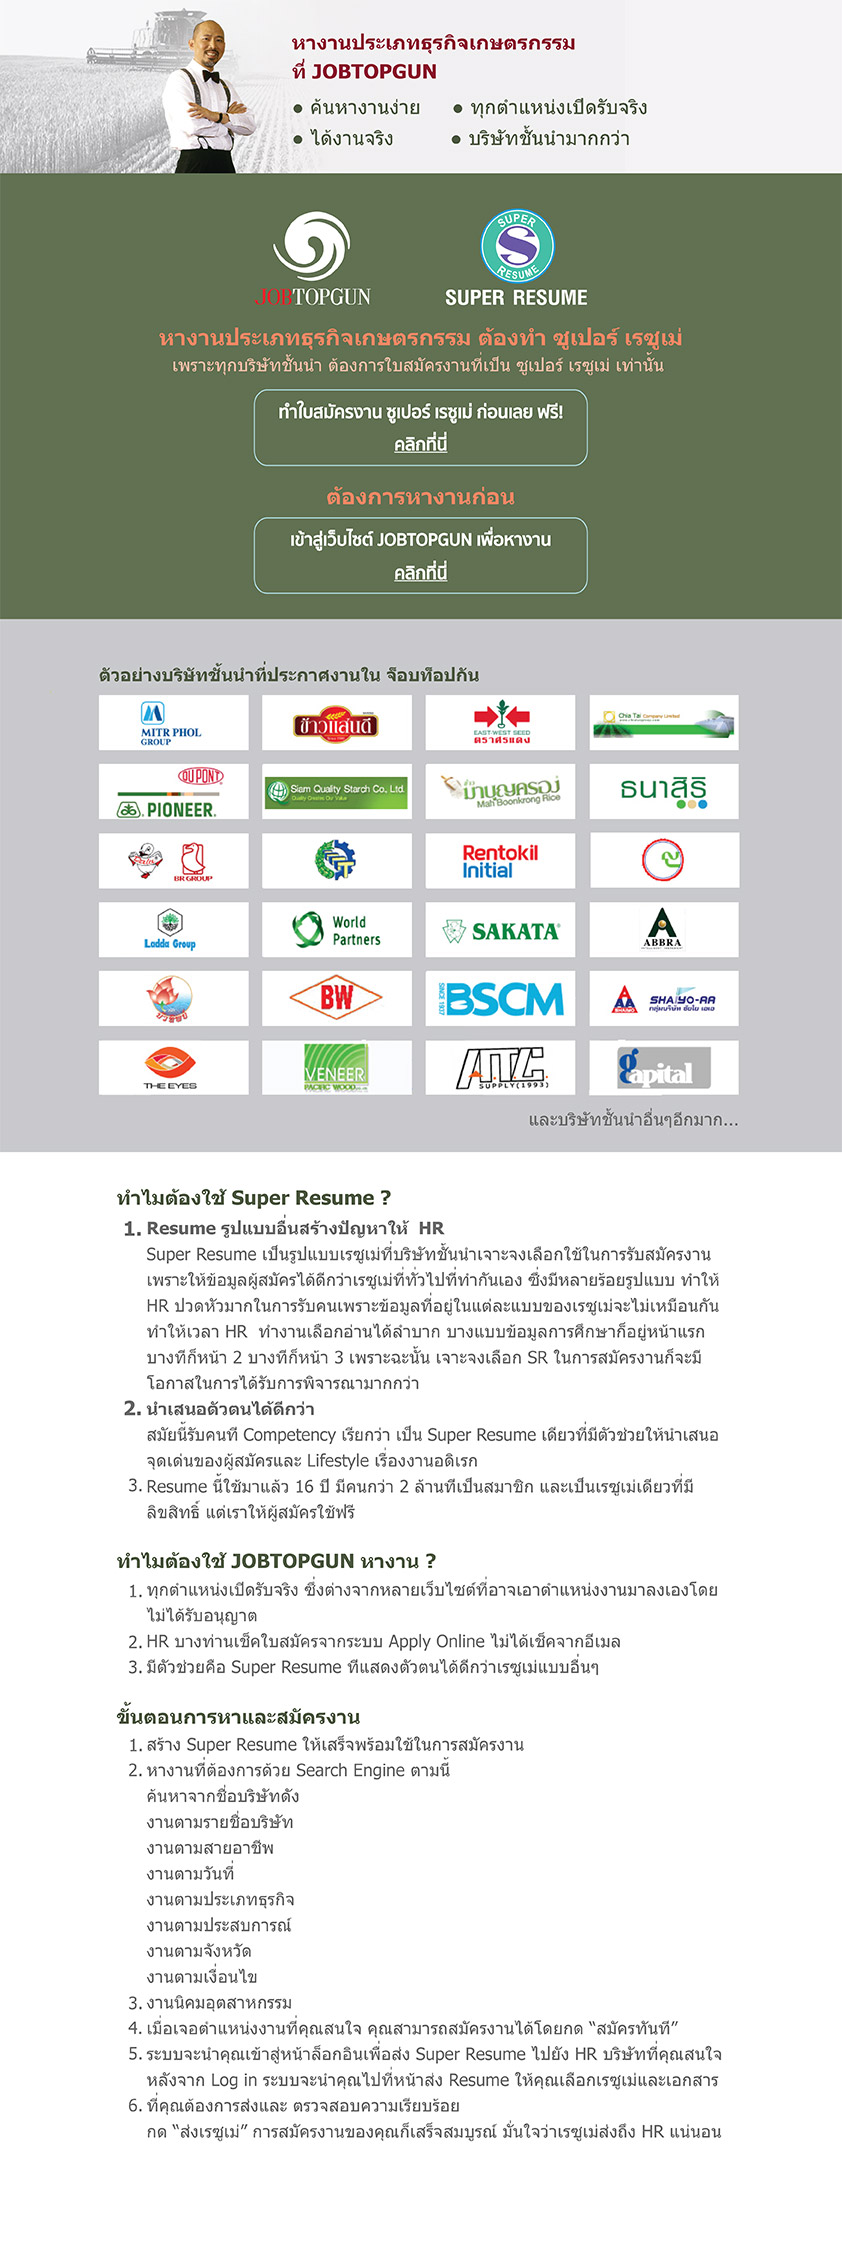 หางานประเภทธุรกิจเกษตรกรรม
ที่ JOBTOPGUN
● ค้นหางานง่าย ● ทุกตำแหน่งเปิดรับจริง
● ได้งานจริง ● บริษัทชั้นนำมากกว่า
JOBTOPGUN
SUPER
S
RESUME
SUPER RESUME
หางานประเภทธุรกิจเกษตรกรรม ต้องทำ ซูเปอร์ เรซูเม่
เพราะทุกบริษัทชั้นนำ ต้องการใบสมัครงานที่เป็น ซูเปอร์ เรซูเม่ เท่านั้น
ทำใบสมัครงาน ซูเปอร์ เรซูเม่ ก่อนเลย ฟรี!
คลิกที่นี่
ต้องการหางานก่อน
เข้าสู่เว็บไซต์ JOBTOPGUN เพื่อหางาน
คลิกที่นี่
ตัวอย่างบริษัทชั้นนำที่ประกาศงานใน จ๊อบท็อปกัน
MITR PHOL
GROUP
ข้าวแสนดี
EAST-WEST SEED
ตราศรแดง
Chia Tai Company Limited
DU PONT
PIONEER.
Siam Quality Starch Co., Ltd.
Quality Creates Our Value
ข้าว
มาบุญครอง
Mah Boonkrong Rice
ธนาสิริ
BR GROUP
Rentokil
Initial
Ladda Group
World
Partners
SAKATA
ABBRA
BW
SINCE 1937
BSCM
AA
SHAIYO
SHAIYO-AA
กลุ่มบริษัท ชัยโย เอเอ
THE EYES
VENEER
PACIFIC WOOD
A.T.C.
SUPPLY(1993)
gCapital
และบริษัทชั้นนำอื่นๆอีกมาก...
ทำไมต้องใช้ Super Resume ?
1. Resume รูปแบบอื่นสร้างปัญหาให้ HR
Super Resume เป็นรูปแบบเรซูเม่ที่บริษัทชั้นนำเจาะจงเลือกใช้ในการรับสมัครงาน
เพราะให้ข้อมูลผู้สมัครได้ดีกว่าเรซูเม่ที่ทั่วไปที่ทำกันเอง ซึ่งมีหลายร้อยรูปแบบ ทำให้
HR ปวดหัวมากในการรับคนเพราะข้อมูลที่อยู่ในแต่ละแบบของเรซูเม่จะไม่เหมือนกัน
ทำให้เวลา HR ทำงานเลือกอ่านได้ลำบาก บางแบบข้อมูลการศึกษาก็อยู่หน้าแรก
บางทีก็หน้า 2 บางทีก็หน้า 3 เพราะฉะนั้น เจาะจงเลือก SR ในการสมัครงานก็จะมี
โอกาสในการได้รับการพิจารณามากกว่า
2. นำเสนอตัวตนได้ดีกว่า
สมัยนี้รับคนที่ Competency เรียกว่า เป็น Super Resume เดียวที่มีตัวช่วยให้นำเสนอ
จุดเด่นของผู้สมัครและ Lifestyle เรื่องงานอดิเรก
3. Resume นี้ใช้มาแล้ว 16 ปี มีคนกว่า 2 ล้านที่เป็นสมาชิก และเป็นเรซูเม่เดียวที่มี
ลิขสิทธิ์ แต่เราให้ผู้สมัครใช้ฟรี
ทำไมต้องใช้ JOBTOPGUN หางาน ?
1. ทุกตำแหน่งเปิดรับจริง ซึ่งต่างจากหลายเว็บไซต์ที่อาจเอาตำแหน่งงานมาลงเองโดย
ไม่ได้รับอนุญาต
2. HR บางท่านเช็คใบสมัครจากระบบ Apply Online ไม่ได้เช็คจากอีเมล
3. มีตัวช่วยคือ Super Resume ที่แสดงตัวตนได้ดีกว่าเรซูเม่แบบอื่นๆ
ขั้นตอนการหาและสมัครงาน
1. สร้าง Super Resume ให้เสร็จพร้อมใช้ในการสมัครงาน
2. หางานที่ต้องการด้วย Search Engine ตามนี้
ค้นหาจากชื่อบริษัทดัง
งานตามรายชื่อบริษัท
งานตามสายอาชีพ
งานตามวันที่
งานตามประเภทธุรกิจ
งานตามประสบการณ์
งานตามจังหวัด
งานตามเงื่อนไข
3. งานนิคมอุตสาหกรรม
4. เมื่อเจอตำแหน่งงานที่คุณสนใจ คุณสามารถสมัครงานได้โดยกด “สมัครทันที”
5. ระบบจะนำคุณเข้าสู่หน้าล็อกอินเพื่อส่ง Super Resume ไปยัง HR บริษัทที่คุณสนใจ
หลังจาก Log in ระบบจะนำคุณไปที่หน้าส่ง Resume ให้คุณเลือกเรซูเม่และเอกสาร
6. ที่คุณต้องการส่งและ ตรวจสอบความเรียบร้อย
กด “ส่งเรซูเม่” การสมัครงานของคุณก็เสร็จสมบูรณ์ มั่นใจว่าเรซูเม่ส่งถึง HR แน่นอน